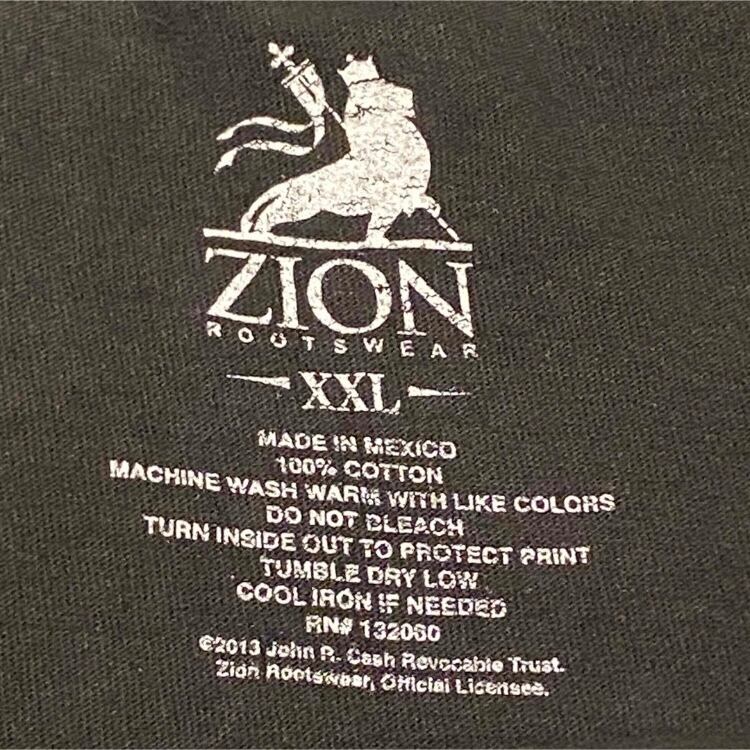 ZION
ROOTSWEAR
XXL
MADE IN MEXICO
100% COTTON
MACHINE WASH WARM WITH LIKE COLORS
DO NOT BLEACH
TURN INSIDE OUT TO PROTECT PRINT
TUMBLE DRY LOW
COOL IRON IF NEEDED
RN# 132060
©2013 John R. Cash Revocable Trust.
Zion Rootswear, Official Licensee.